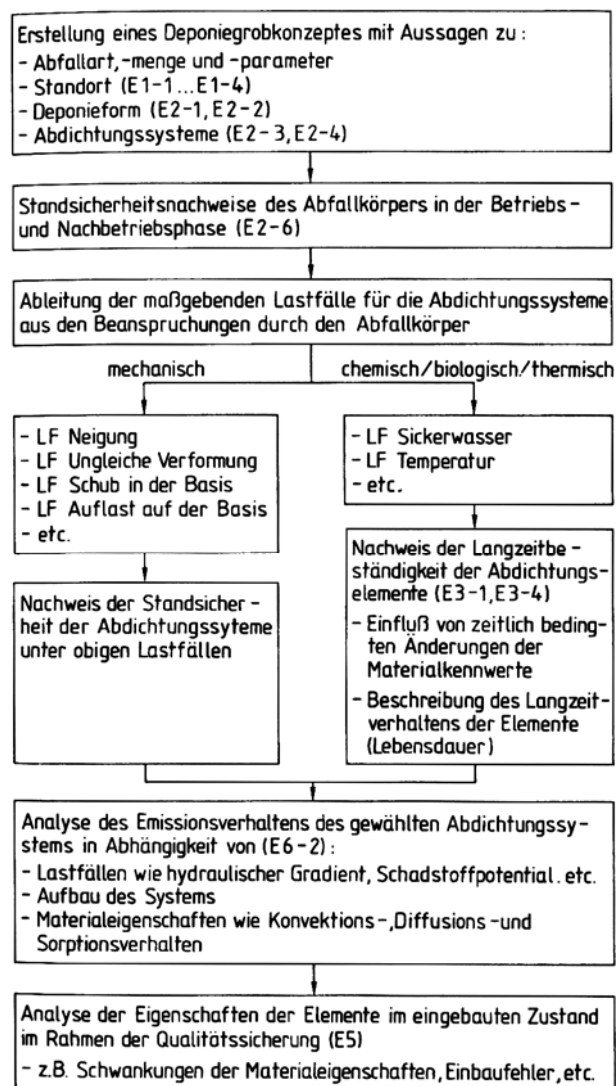 Erstellung eines Deponiegrobkonzeptes mit Aussagen zu :
- Abfallart,-menge und -parameter
- Standort (E1-1...E1-4)
- Deponieform (E2-1, E2-2)
- Abdichtungssysteme (E2-3, E2-4)
Standsicherheitsnachweise des Abfallkörpers in der Betriebs-
und Nachbetriebsphase (E2-6)
Ableitung der maßgebenden Lastfälle für die Abdichtungssysteme
aus den Beanspruchungen durch den Abfallkörper
mechanisch
- LF Neigung
- LF Ungleiche Verformung
- LF Schub in der Basis
- LF Auflast auf der Basis
- etc.
Nachweis der Standsicher-
heit der Abdichtungssyteme
unter obigen Lastfällen
chemisch/biologisch/thermisch
- LF Sickerwasser
- LF Temperatur
- etc.
Nachweis der Langzeitbe-
ständigkeit der Abdichtungs-
elemente (E3-1, E3-4)
- Einfluß von zeitlich beding-
ten Änderungen der
Materialkennwerte
- Beschreibung des Langzeit-
verhaltens der Elemente
(Lebensdauer)
Analyse des Emissionsverhaltens des gewählten Abdichtungssy-
stems in Abhängigkeit von (E6-2) :
- Lastfällen wie hydraulischer Gradient, Schadstoffpotential. etc.
- Aufbau des Systems
- Materialeigenschaften wie Konvektions-, Diffusions-und
Sorptionsverhalten
Analyse der Eigenschaften der Elemente im eingebauten Zustand
im Rahmen der Qualitätssicherung (E5)
- z.B. Schwankungen der Materialeigenschaften, Einbaufehler, etc.